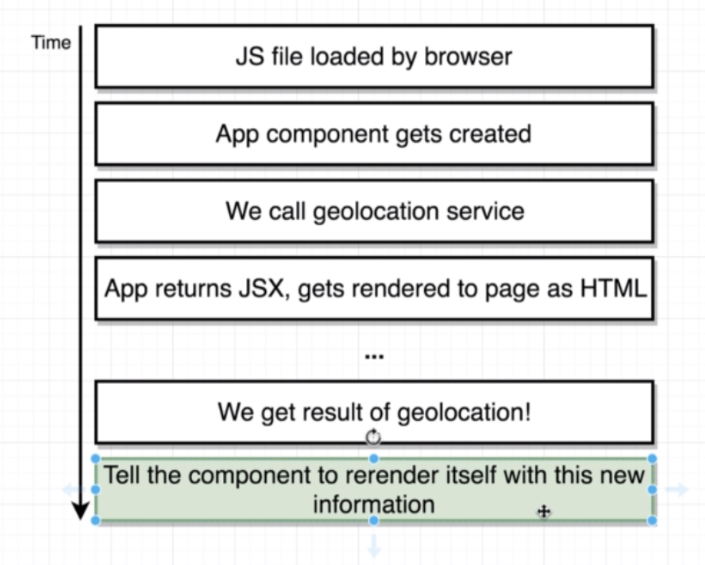 Time
JS file loaded by browser
App component gets created
We call geolocation service
App returns JSX, gets rendered to page as HTML
...
We get result of geolocation!
Tell the component to rerender itself with this new
information